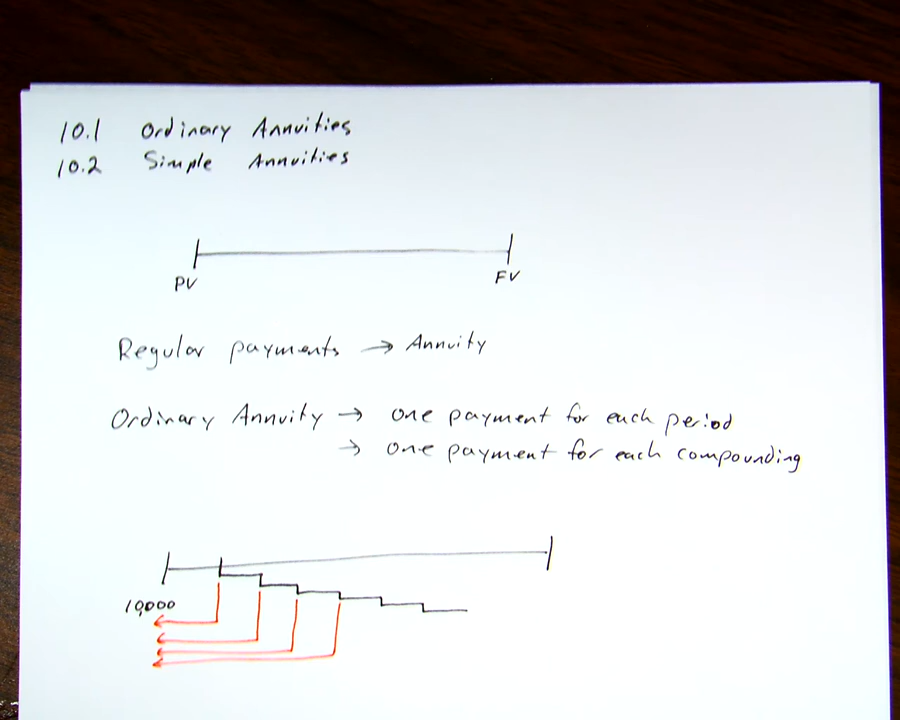 10.1 Ordinary Annuities
10.2 Simple Annuities
PV FV
Regular payments → Annuity
Ordinary Annuity → one payment for each period
→ one payment for each compounding
10,000